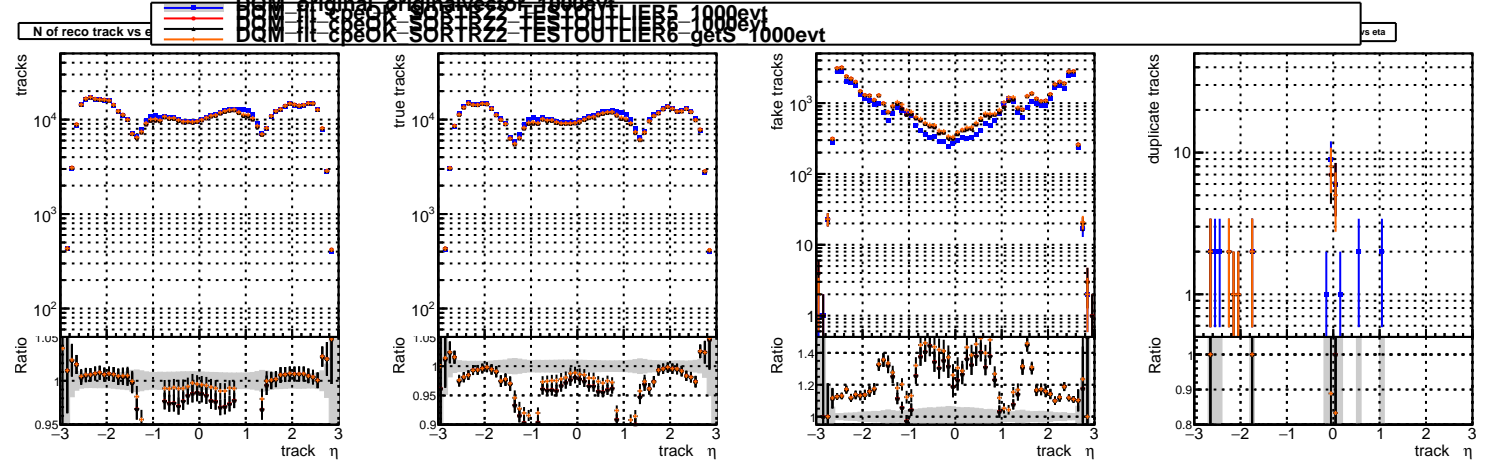 DQM_original_originalvector_1000evt
DQM_fit_cpeOK_SORTRZ2_TESTOUTLIER5_1000evt
DQM_fit_cpeOK_SORTRZ2_TESTOUTLIER6_1000evt
DQM_fit_cpeOK_SORTRZ2_TESTOUTLIER6_getS_1000evt
N of reco track vs e
vs eta
tracks
10⁴
10³
10²
Ratio
1.05
1
0.95
−3 −2 −1 0 1 2 3
track η
true tracks
10⁴
10³
10²
Ratio
1.05
1
0.95
0.9
−3 −2 −1 0 1 2 3
track η
fake tracks
10³
10²
10
1
Ratio
1.4
1.2
1
−3 −2 −1 0 1 2 3
track η
duplicate tracks
10
1
Ratio
1
0.9
0.8
−3 −2 −1 0 1 2 3
track η